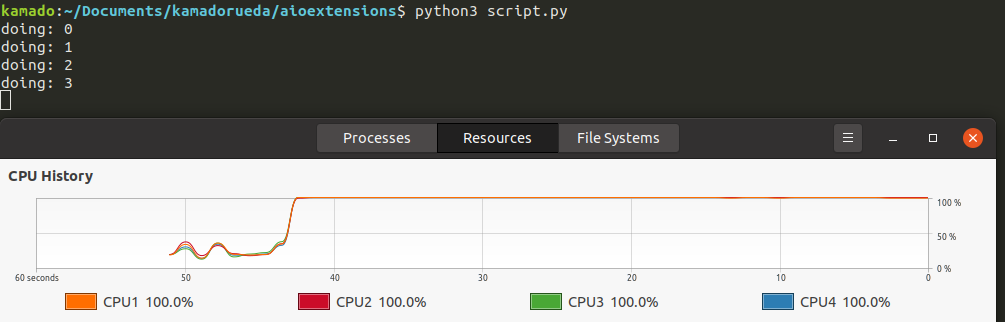 kamado:~/Documents/kamadorueda/aioextensions$ python3 script.py
doing: 0
doing: 1
doing: 2
doing: 3
Processes Resources File Systems
CPU History
100 %
50 %
0 %
60 seconds 50 40 30 20 10 0
CPU1 100.0% CPU2 100.0% CPU3 100.0% CPU4 100.0%